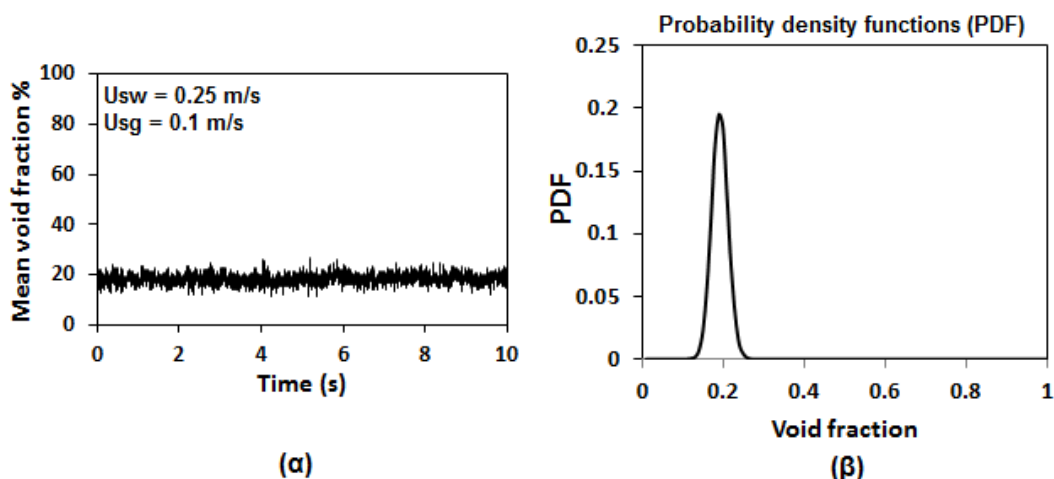 Mean void fraction %
100
80
60
40
20
0
Usw = 0.25 m/s
Usg = 0.1 m/s
0 2 4 6 8 10
Time (s)
(α)
Probability density functions (PDF)
PDF
0.25
0.2
0.15
0.1
0.05
0
0 0.2 0.4 0.6 0.8 1
Void fraction
(β)